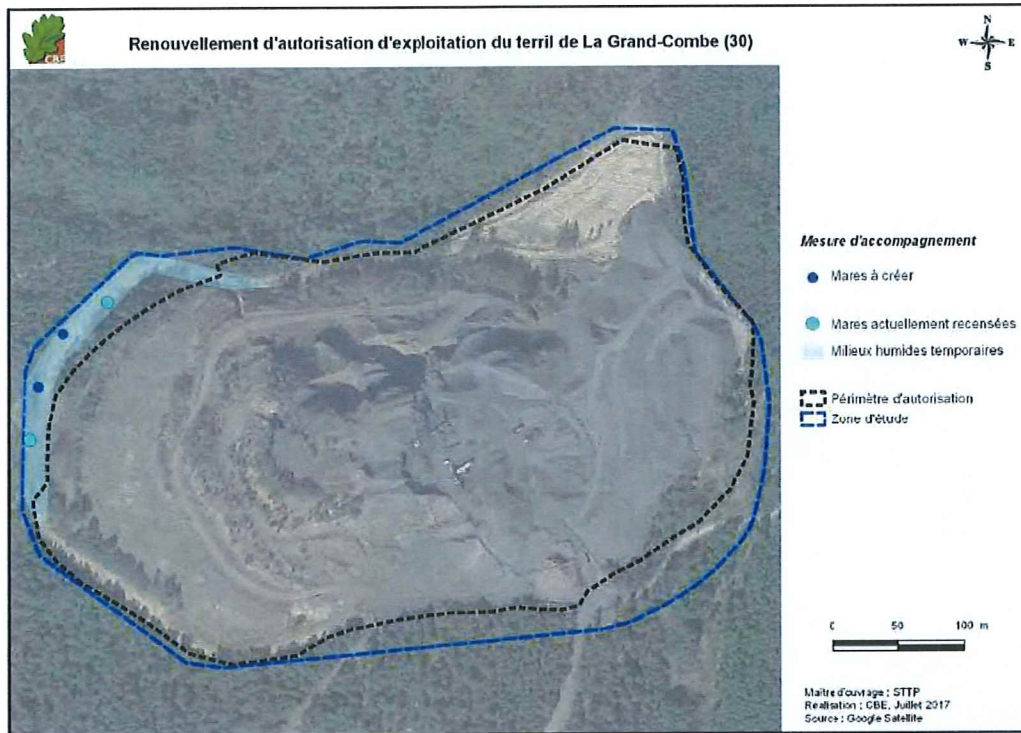 CBE
Renouvellement d'autorisation d'exploitation du terril de La Grand-Combe (30)
N
W
E
S
Mesure d'accompagnement
Mares à créer
Mares actuellement recensées
Milieux humides temporaires
Périmètre d'autorisation
Zone d'étude
0 50 100 m
Maître d'ouvrage : STTP
Réalisation : CBE, Juillet 2017
Source : Google Satellite